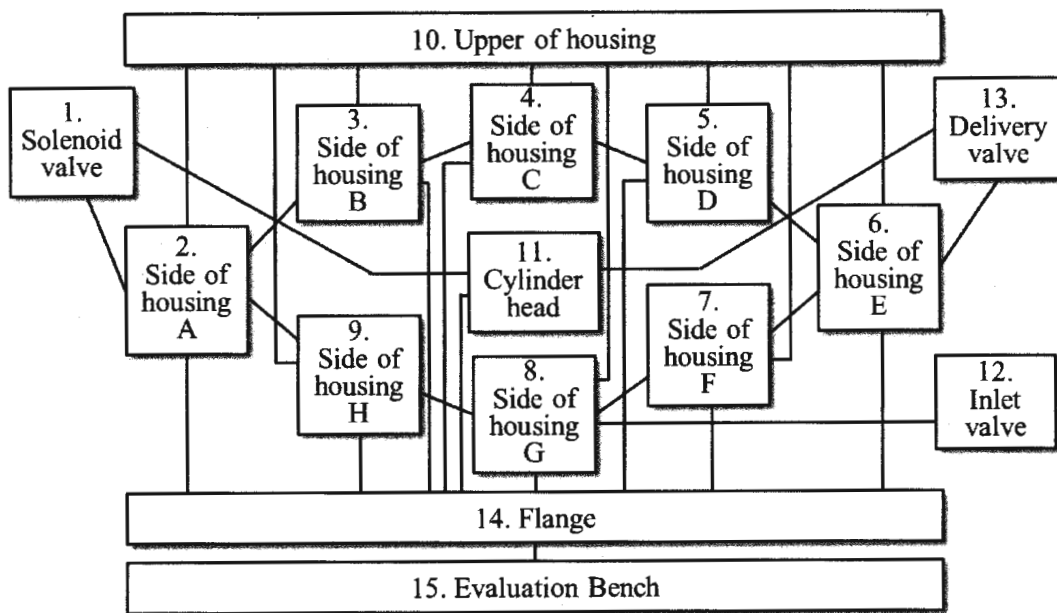 10. Upper of housing
1.
Solenoid
valve
2.
Side of
housing
A
3.
Side of
housing
B
4.
Side of
housing
C
5.
Side of
housing
D
13.
Delivery
valve
6.
Side of
housing
E
11.
Cylinder
head
9.
Side of
housing
H
8.
Side of
housing
G
7.
Side of
housing
F
12.
Inlet
valve
14. Flange
15. Evaluation Bench